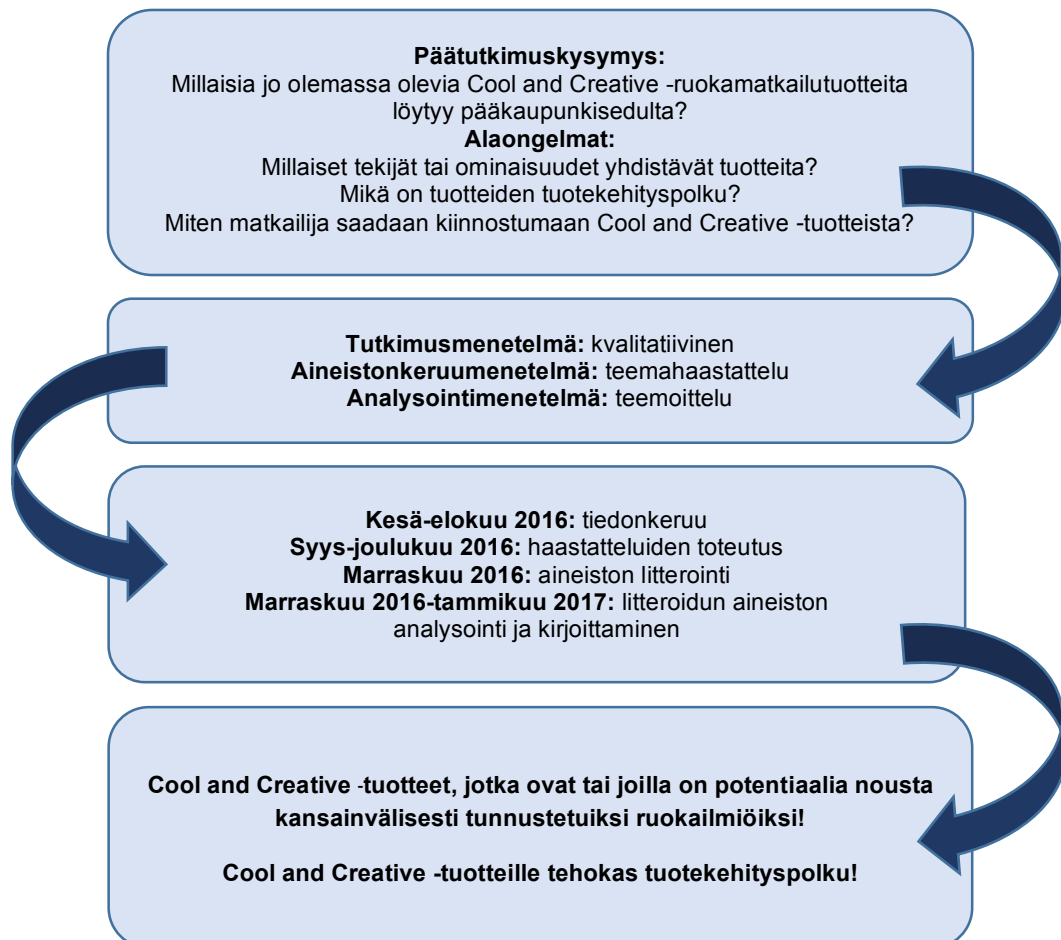 Päätutkimuskysymys:
Millaisia jo olemassa olevia Cool and Creative -ruokamatkailutuotteita
löytyy pääkaupunkisedulta?
Alaongelmat:
Millaiset tekijät tai ominaisuudet yhdistävät tuotteita?
Mikä on tuotteiden tuotekehityspolku?
Miten matkailija saadaan kiinnostumaan Cool and Creative -tuotteista?
Tutkimusmenetelmä: kvalitatiivinen
Aineistonkeruumenetelmä: teemahaastattelu
Analysointimenetelmä: teemoittelu
Kesä-elokuu 2016: tiedonkeruu
Syys-joulukuu 2016: haastatteluiden toteutus
Marraskuu 2016: aineiston litterointi
Marraskuu 2016-tammikuu 2017: litteroidun aineiston
analysointi ja kirjoittaminen
Cool and Creative -tuotteet, jotka ovat tai joilla on potentiaalia nousta
kansainvälisesti tunnustetuiksi ruokailmiöiksi!
Cool and Creative -tuotteille tehokas tuotekehityspolku!